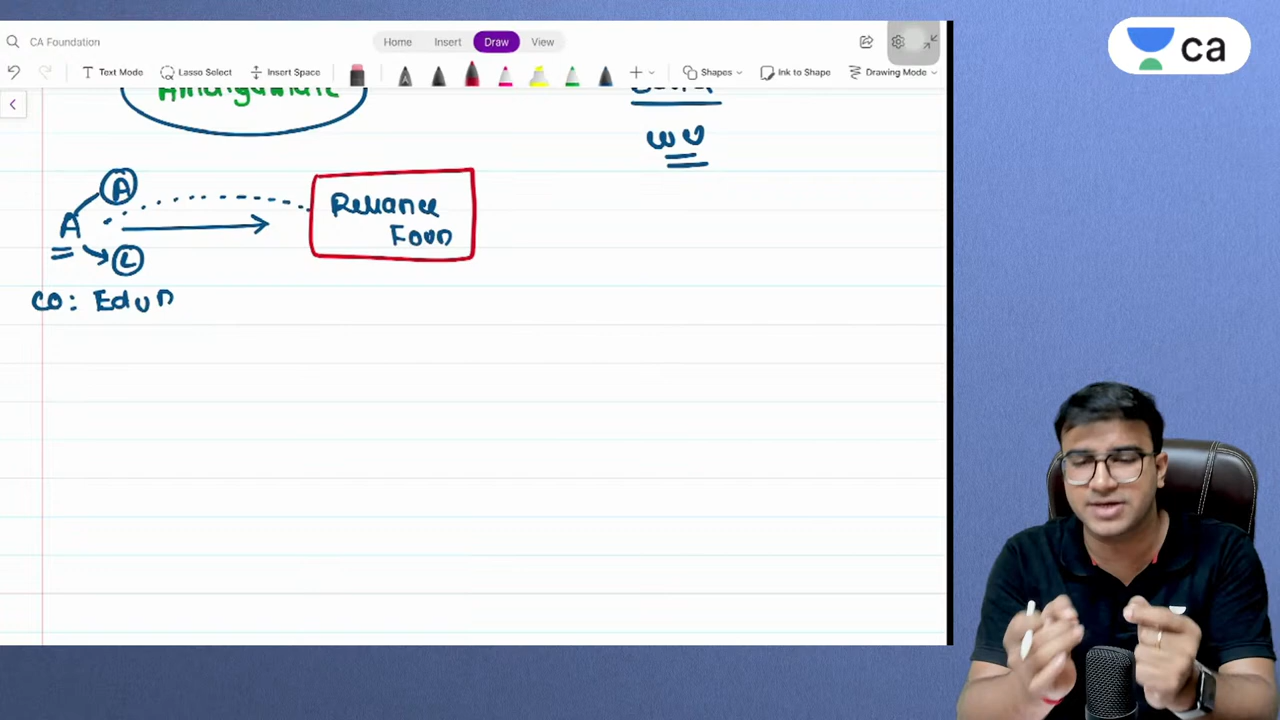 CA Foundation
Home Insert Draw View
ca
Text Mode Lasso Select Insert Space Shapes Ink to Shape Drawing Mode
Amalgamate
WU
A
A
L
Reliance
Foun
Co: Edun